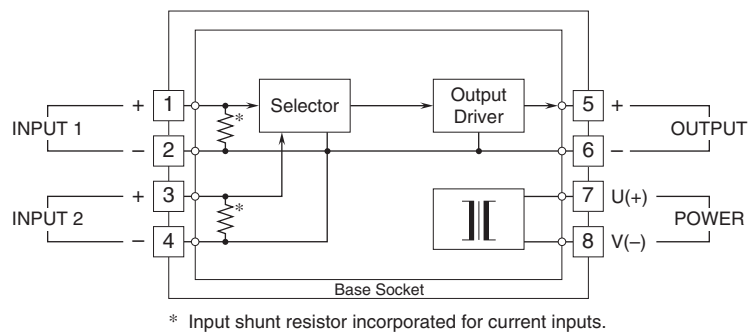 INPUT 1
+ 1
– 2
INPUT 2
+ 3
– 4
*
*
Selector
Output
Driver
5 +
6 –
OUTPUT
7 U(+)
8 V(–)
POWER
Base Socket
* Input shunt resistor incorporated for current inputs.